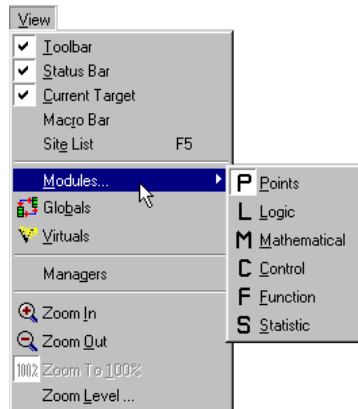 View
Toolbar
Status Bar
Current Target
Macro Bar
Site List F5
Modules...
Globals
Virtuals
Managers
Zoom In
Zoom Out
100% Zoom To 100%
Zoom Level ...
P Points
L Logic
M Mathematical
C Control
F Function
S Statistic